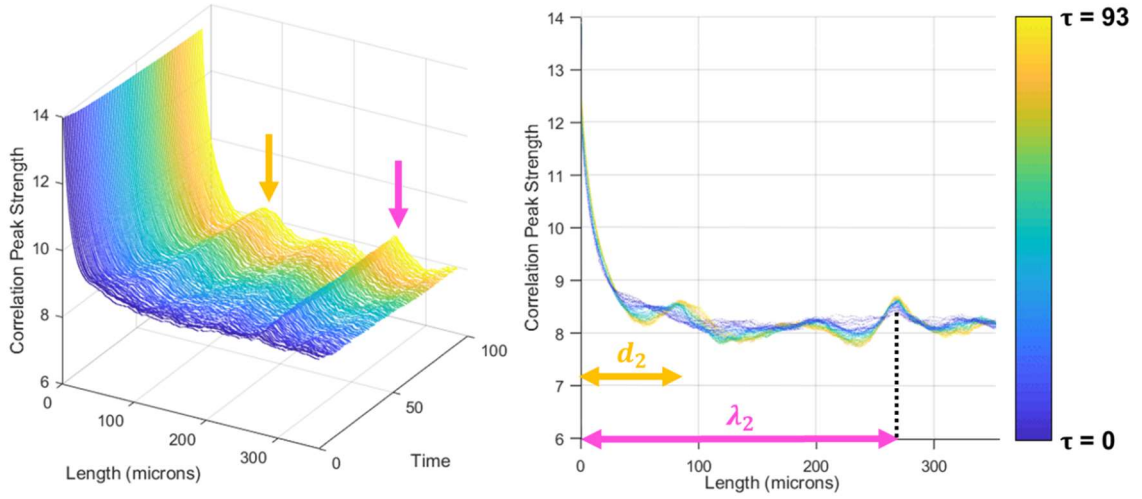 Correlation Peak Strength
14
12
10
8
6
0
100
200
300
Length (microns)
0
50
100
Time
Correlation Peak Strength
14
13
12
11
10
9
8
7
6
d₂
λ₂
0
100
200
300
Length (microns)
τ = 93
τ = 0